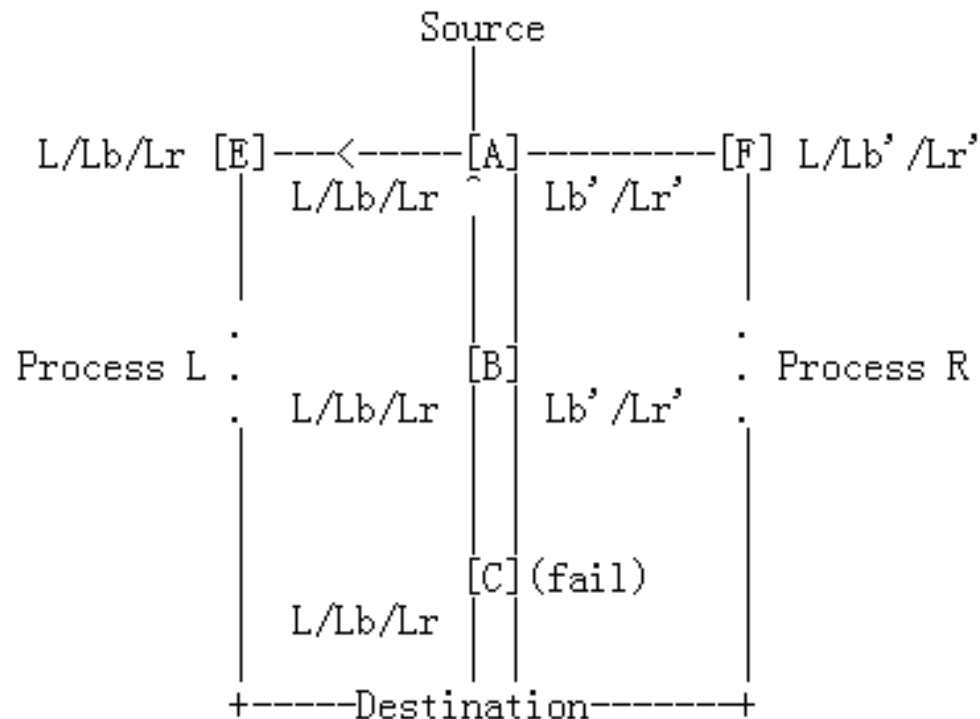 Source
L/Lb/Lr [E]---<-----[A]---------[F] L/Lb'/Lr'
L/Lb/Lr ^ Lb'/Lr'
Process L . [B] . Process R
L/Lb/Lr Lb'/Lr'
[C](fail)
L/Lb/Lr
+-----Destination------+